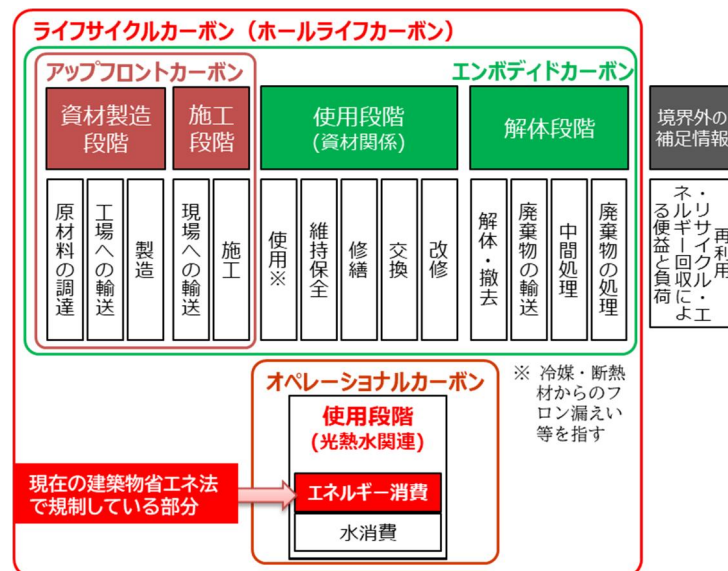 ライフサイクルカーボン（ホールライフカーボン）
アップフロントカーボン
エンボディドカーボン
資材製造
段階
施工
段階
使用段階
(資材関係)
解体段階
境界外の
補足情報
原材料の調達
工場への輸送
製造
現場への輸送
施工
使用※
維持保全
修繕
交換
改修
解体・撤去
廃棄物の輸送
中間処理
廃棄物の処理
再利用
・リサイクル・エ
ネルギー回収によ
る便益と負荷
オペレーショナルカーボン
使用段階
(光熱水関連)
エネルギー消費
水消費
※ 冷媒・断熱
材からのフ
ロン漏えい
等を指す
現在の建築物省エネ法
で規制している部分